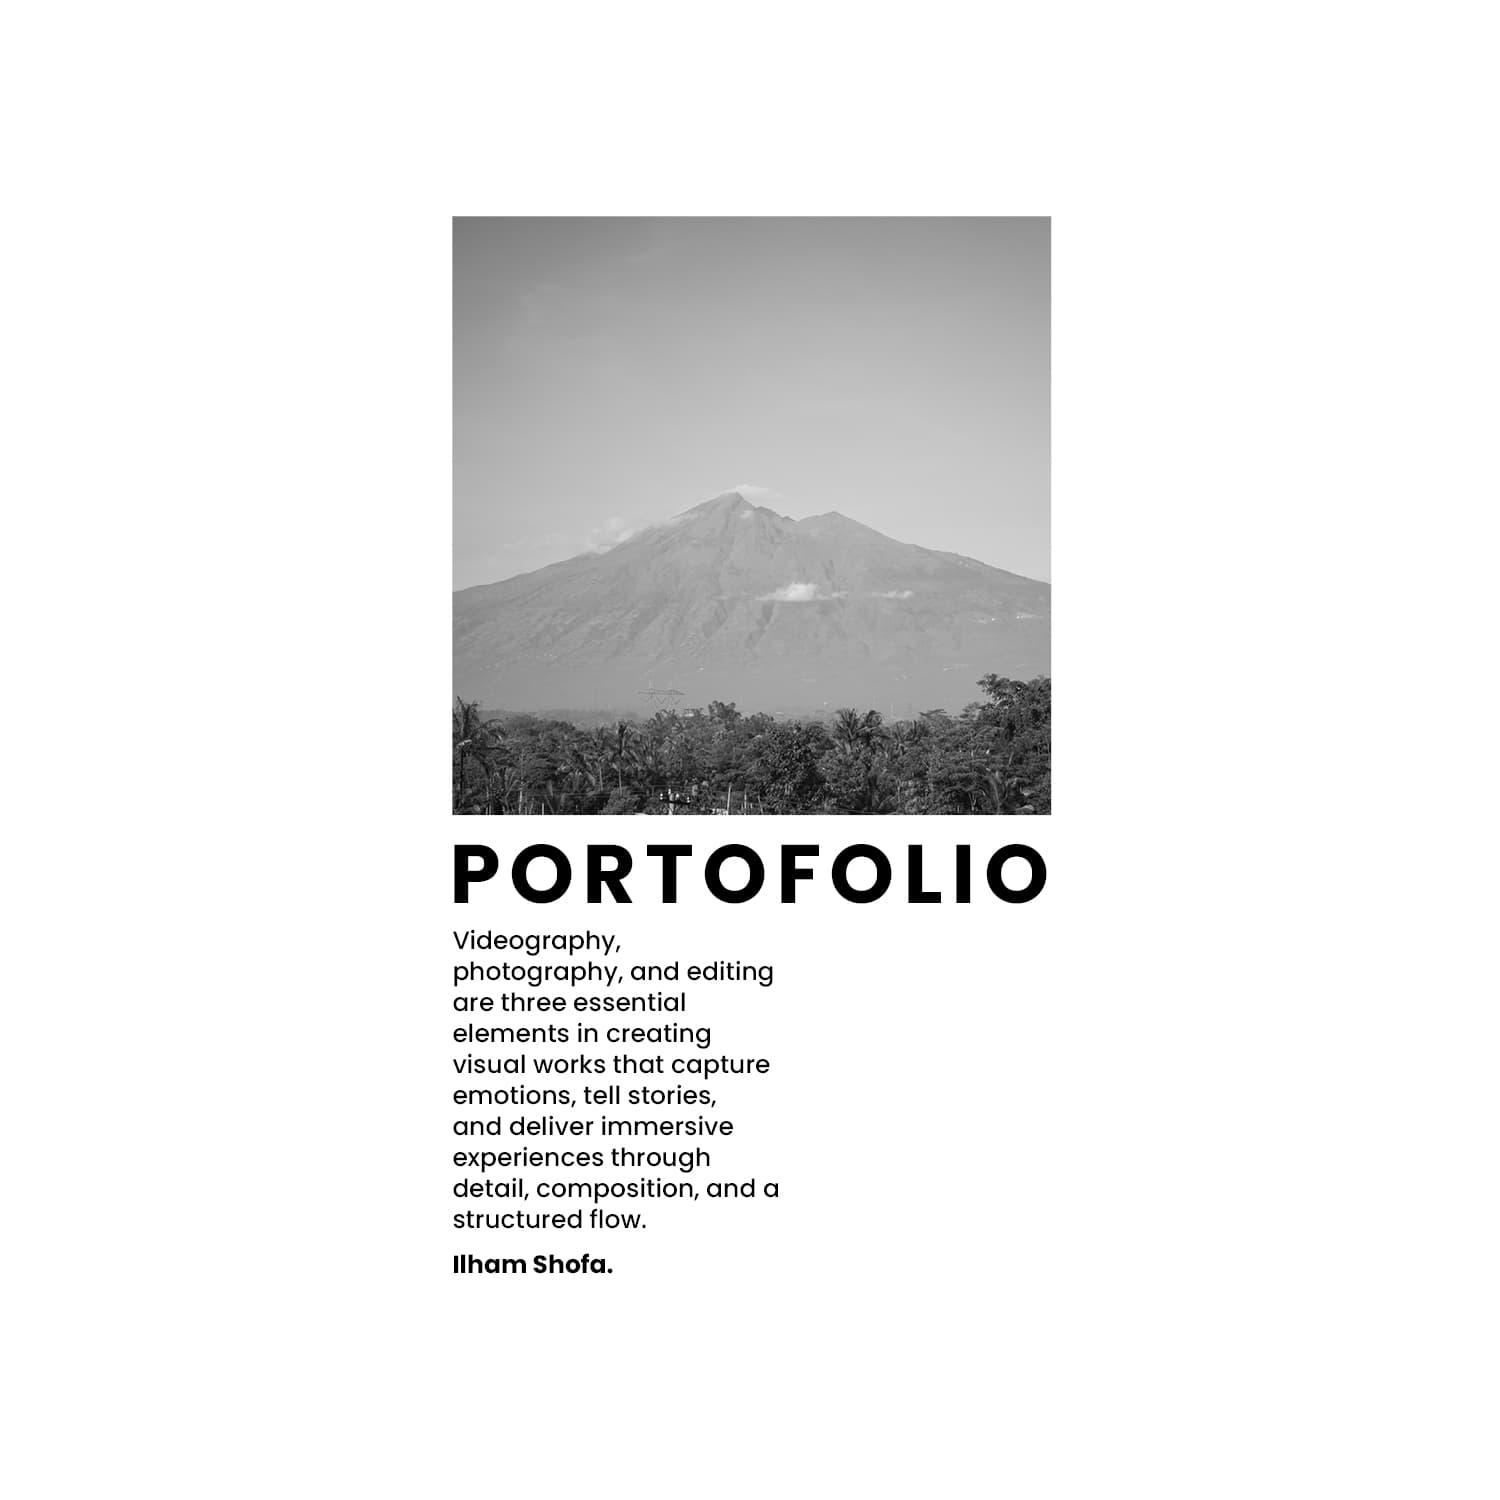 PORTOFOLIO
Videography,
photography, and editing
are three essential
elements in creating
visual works that capture
emotions, tell stories,
and deliver immersive
experiences through
detail, composition, and a
structured flow.
Ilham Shofa.